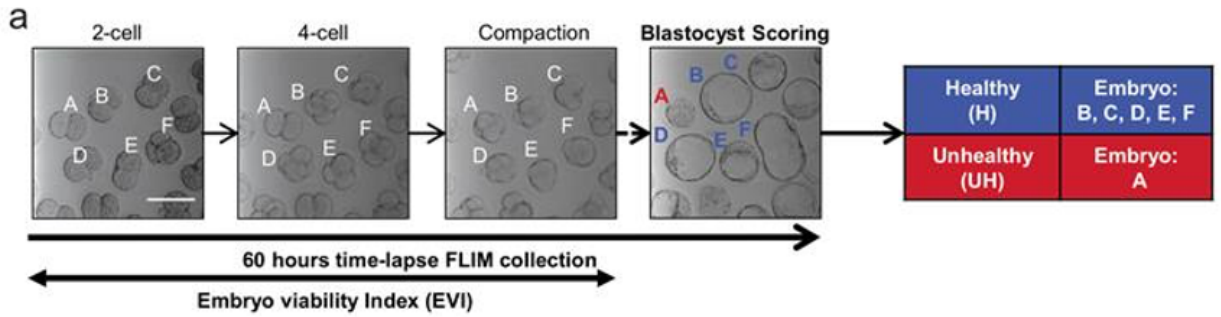 a
2-cell
4-cell
Compaction
Blastocyst Scoring
A
B
C
D
E
F
A
B
C
D
E
F
A
B
C
D
E
F
A
B
C
D
E
F
Healthy
(H)
Embryo:
B, C, D, E, F
Unhealthy
(UH)
Embryo:
A
60 hours time-lapse FLIM collection
Embryo viability Index (EVI)